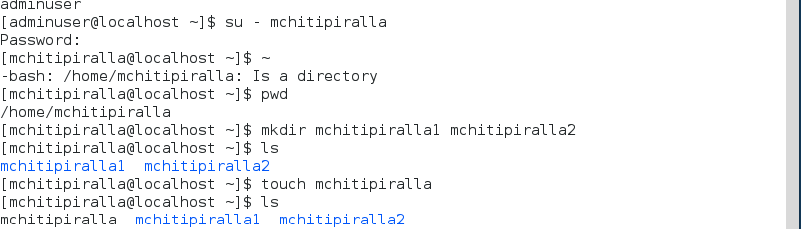 adminuser
[adminuser@localhost ~]$ su - mchitipiralla
Password:
[mchitipiralla@localhost ~]$ ~
-bash: /home/mchitipiralla: Is a directory
[mchitipiralla@localhost ~]$ pwd
/home/mchitipiralla
[mchitipiralla@localhost ~]$ mkdir mchitipiralla1 mchitipiralla2
[mchitipiralla@localhost ~]$ ls
mchitipiralla1  mchitipiralla2
[mchitipiralla@localhost ~]$ touch mchitipiralla
[mchitipiralla@localhost ~]$ ls
mchitipiralla  mchitipiralla1  mchitipiralla2